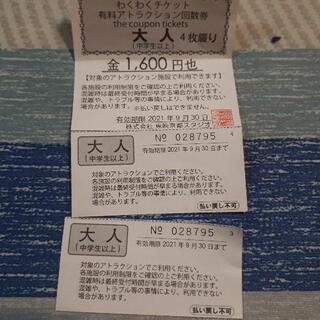 わくわくチケット
有料アトラクション回数券
the coupon tickets
大人 4枚綴り
(中学生以上)
金 1,600 円也
【対象のアトラクション施設で利用できます】
各施設の利用制限をご確認の上ご利用ください。
混雑時は最終受付時間が早まる場合があります。
混雑や、トラブル等の事情により、利用できない
場合があります。
※払い戻しはできません。
有効期限 2021年9月30日
株式会社 東映京都スタジオ
大人
(中学生以上)
№ 028795 4
有効期限 2021年9月30日まで
対象のアトラクションでご利用ください。
各施設の利用制限をご確認の上ご利用ください。
混雑時は最終受付時間が早まる場合があります。
混雑や、トラブル等の事情により、利用できない
場合があります。
払い戻し不可
大人
(中学生以上)
№ 028795 3
有効期限 2021年9月30日まで
対象のアトラクションでご利用ください。
各施設の利用制限をご確認の上ご利用ください。
混雑時は最終受付時間が早まる場合があります。
混雑や、トラブル等の事情により、利用できない
場合があります。
払い戻し不可